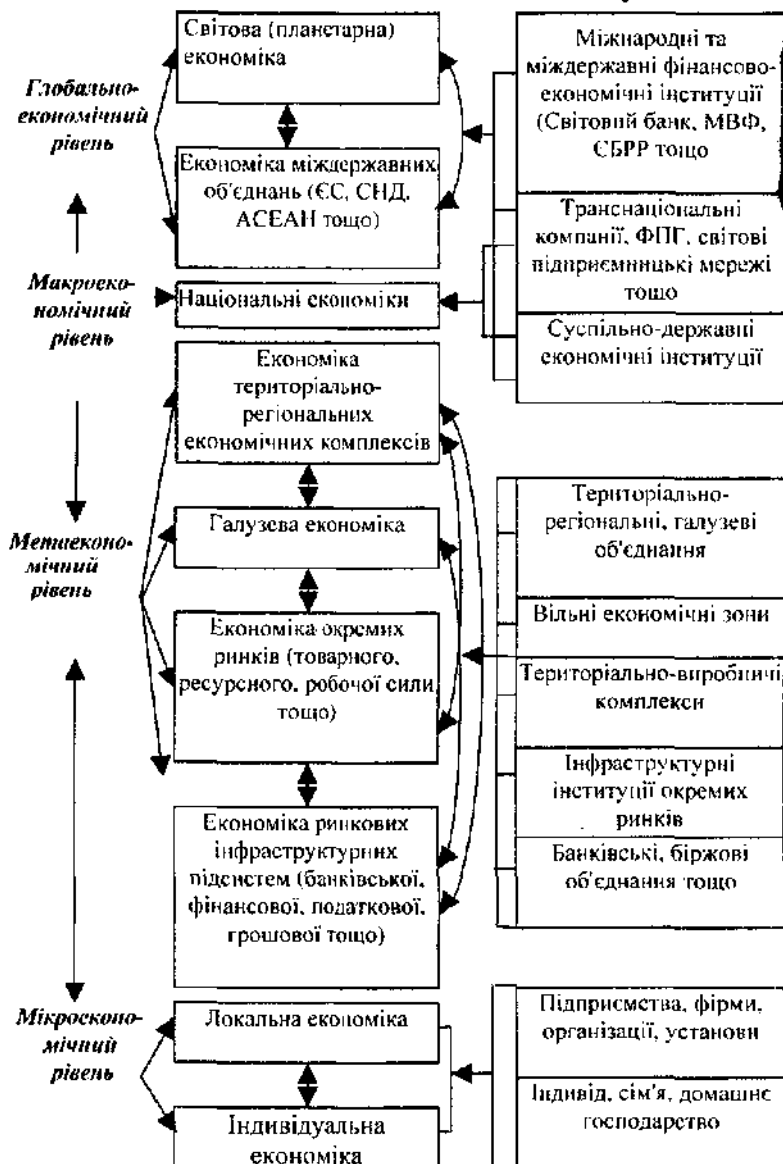 Глобально-
економічний
рівень
Світова (планетарна)
економіка
Економіка міждержавних
об'єднань (ЄС, СНД,
АСЕАН тощо)
Міжнародні та
міждержавні фінансово-
економічні інституції
(Світовий банк, МВФ,
ЄБРР тощо
Транснаціональні
компанії, ФПГ, світові
підприємницькі мережі
тощо
Суспільно-державні
економічні інституції
Макроеко-
номічний
рівень
Національні економіки
Метаеконо-
мічний
рівень
Економіка
територіально-
регіональних
економічних комплексів
Галузева економіка
Економіка окремих
ринків (товарного,
ресурсного, робочої сили
тощо)
Економіка ринкових
інфраструктурних
підсистем (банківської,
фінансової, податкової,
грошової тощо)
Територіально-
регіональні, галузеві
об'єднання
Вільні економічні зони
Територіально-виробничі
комплекси
Інфраструктурні
інституції окремих
ринків
Банківські, біржові
об'єднання тощо
Мікроеконо-
мічний
рівень
Локальна економіка
Індивідуальна
економіка
Підприємства, фірми,
організації, установи
Індивід, сім'я, домашнє
господарство